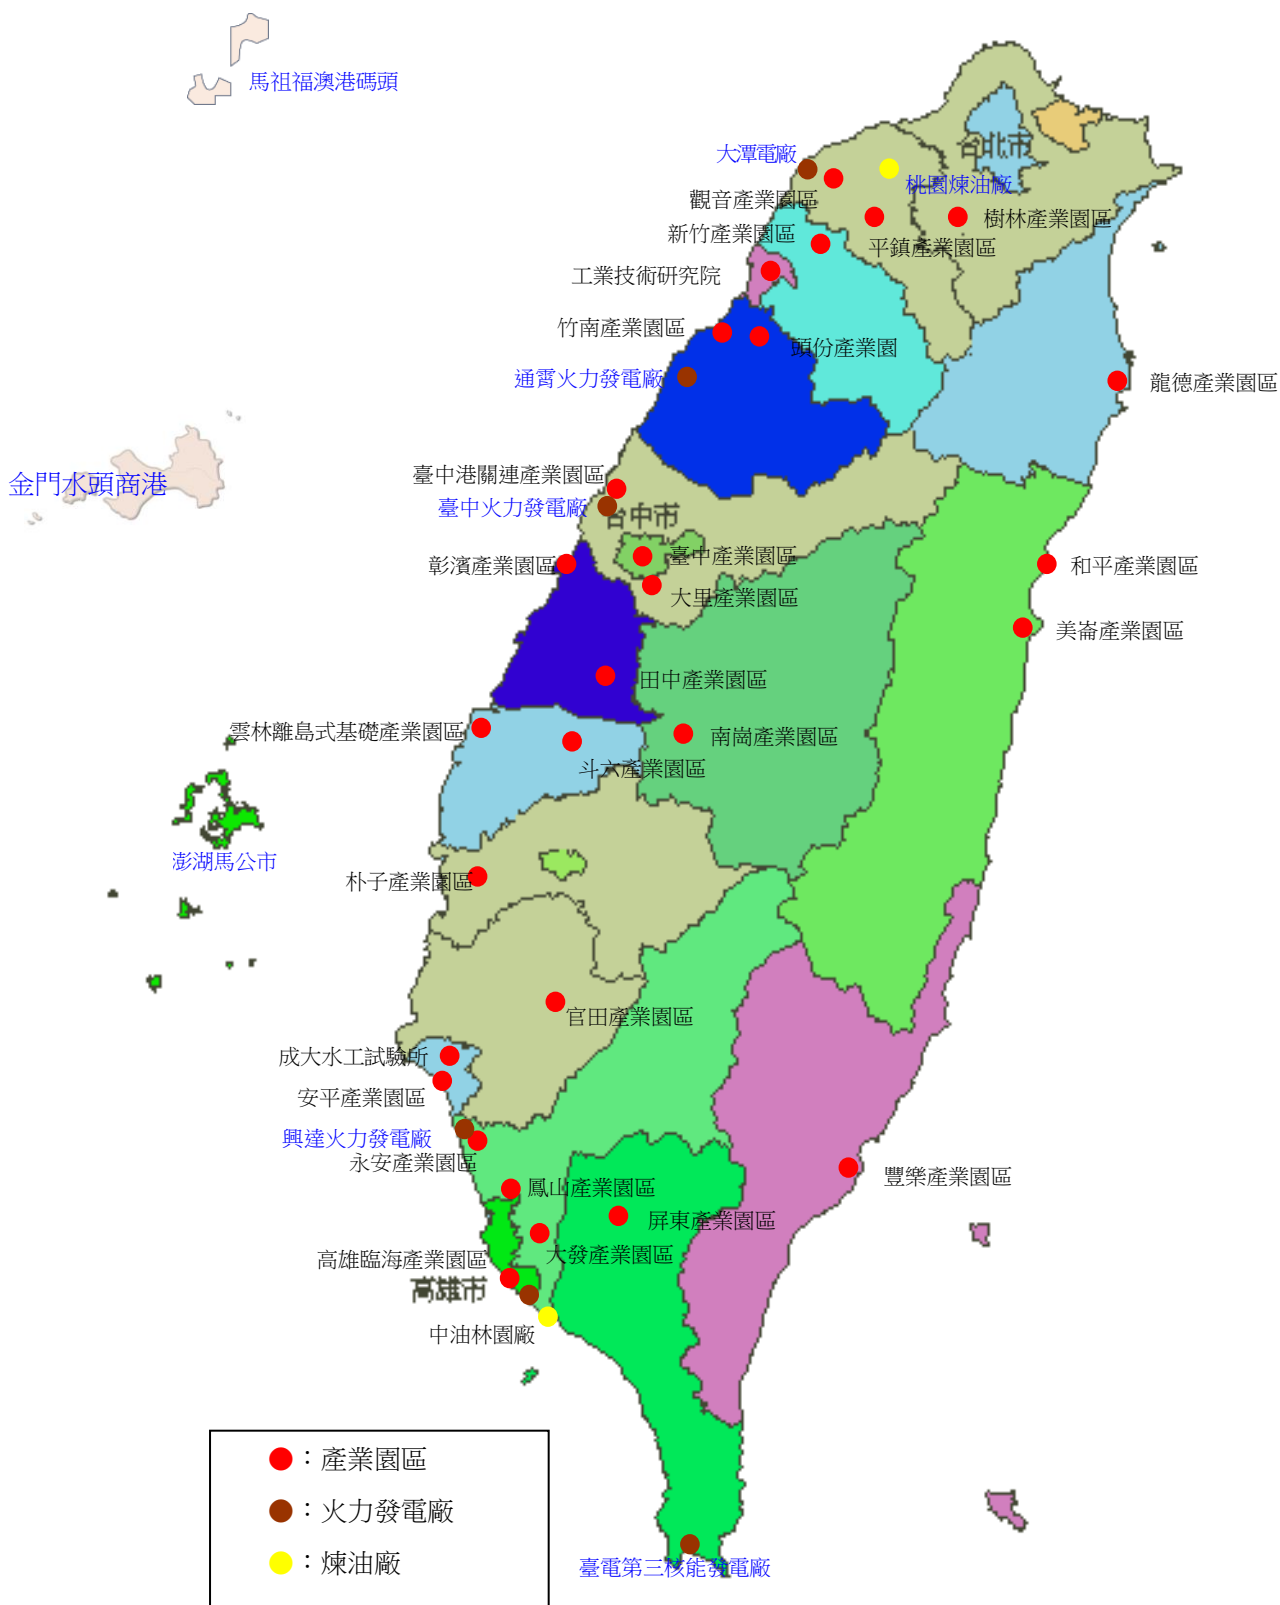 馬祖福澳港碼頭
台北市
大潭電廠
桃園煉油廠
觀音產業園區
樹林產業園區
新竹產業園區
平鎮產業園區
工業技術研究院
竹南產業園區
頭份產業園
通霄火力發電廠
龍德產業園區
臺中港關連產業園區
金門水頭商港
臺中火力發電廠
台中市
臺中產業園區
彰濱產業園區
和平產業園區
大里產業園區
美崙產業園區
田中產業園區
雲林離島式基礎產業園區
南崗產業園區
斗六產業園區
澎湖馬公市
朴子產業園區
官田產業園區
成大水工試驗所
安平產業園區
興達火力發電廠
永安產業園區
豐樂產業園區
鳳山產業園區
屏東產業園區
大發產業園區
高雄臨海產業園區
高雄市
中油林園廠
：產業園區
：火力發電廠
：煉油廠
臺電第三核能發電廠